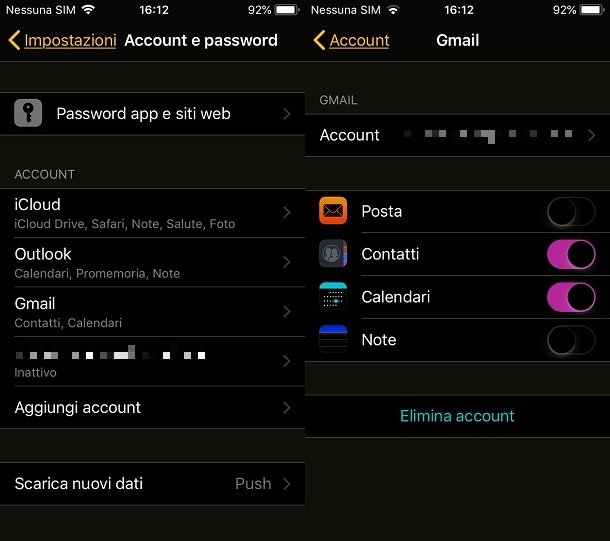 Nessuna SIM 16:12 92%
Impostazioni Account e password
Password app e siti web
ACCOUNT
iCloud
iCloud Drive, Safari, Note, Salute, Foto
Outlook
Calendari, Promemoria, Note
Gmail
Contatti, Calendari
Inattivo
Aggiungi account
Scarica nuovi dati Push
Nessuna SIM 16:12 92%
Account Gmail
GMAIL
Account
Posta
Contatti
Calendari
Note
Elimina account